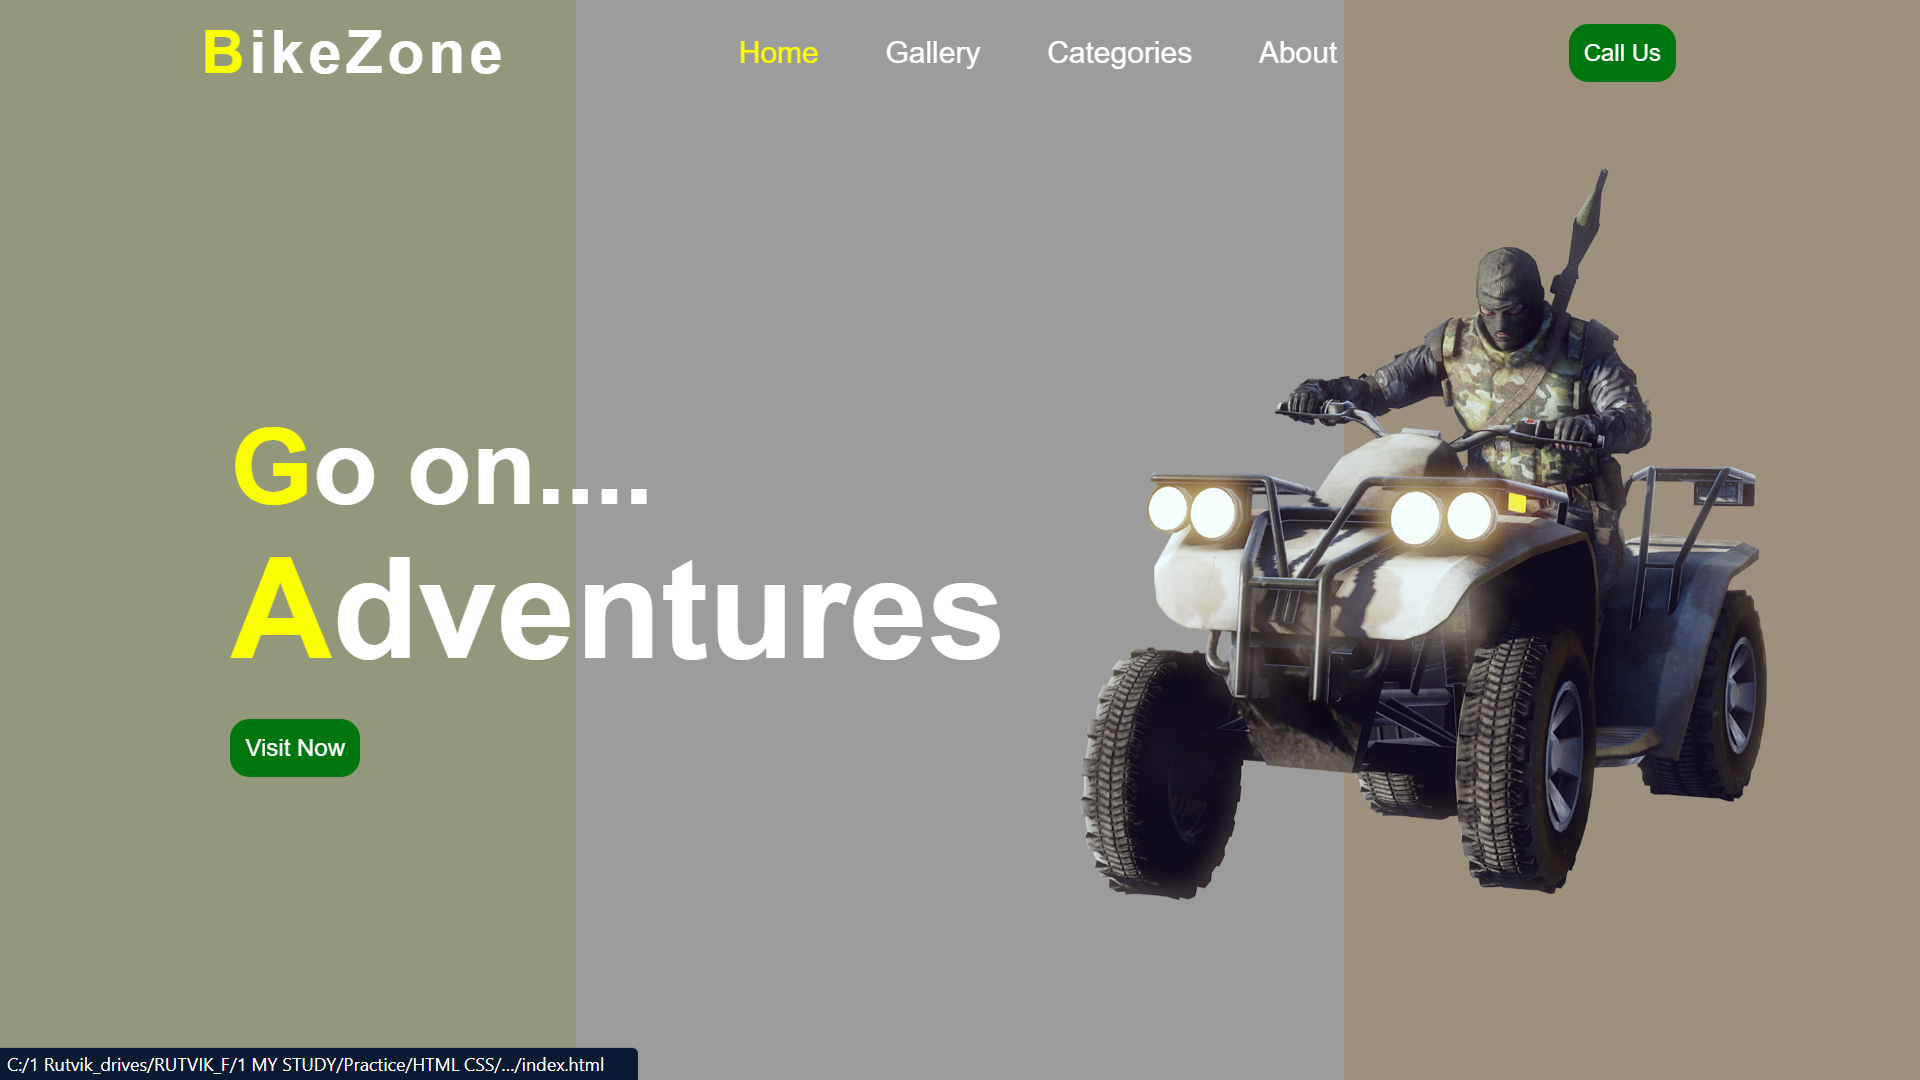 BikeZone
Home Gallery Categories About
Call Us
Go on....
Adventures
Visit Now
C:/1 Rutvik_drives/RUTVIK_F/1 MY STUDY/Practice/HTML CSS/.../index.html